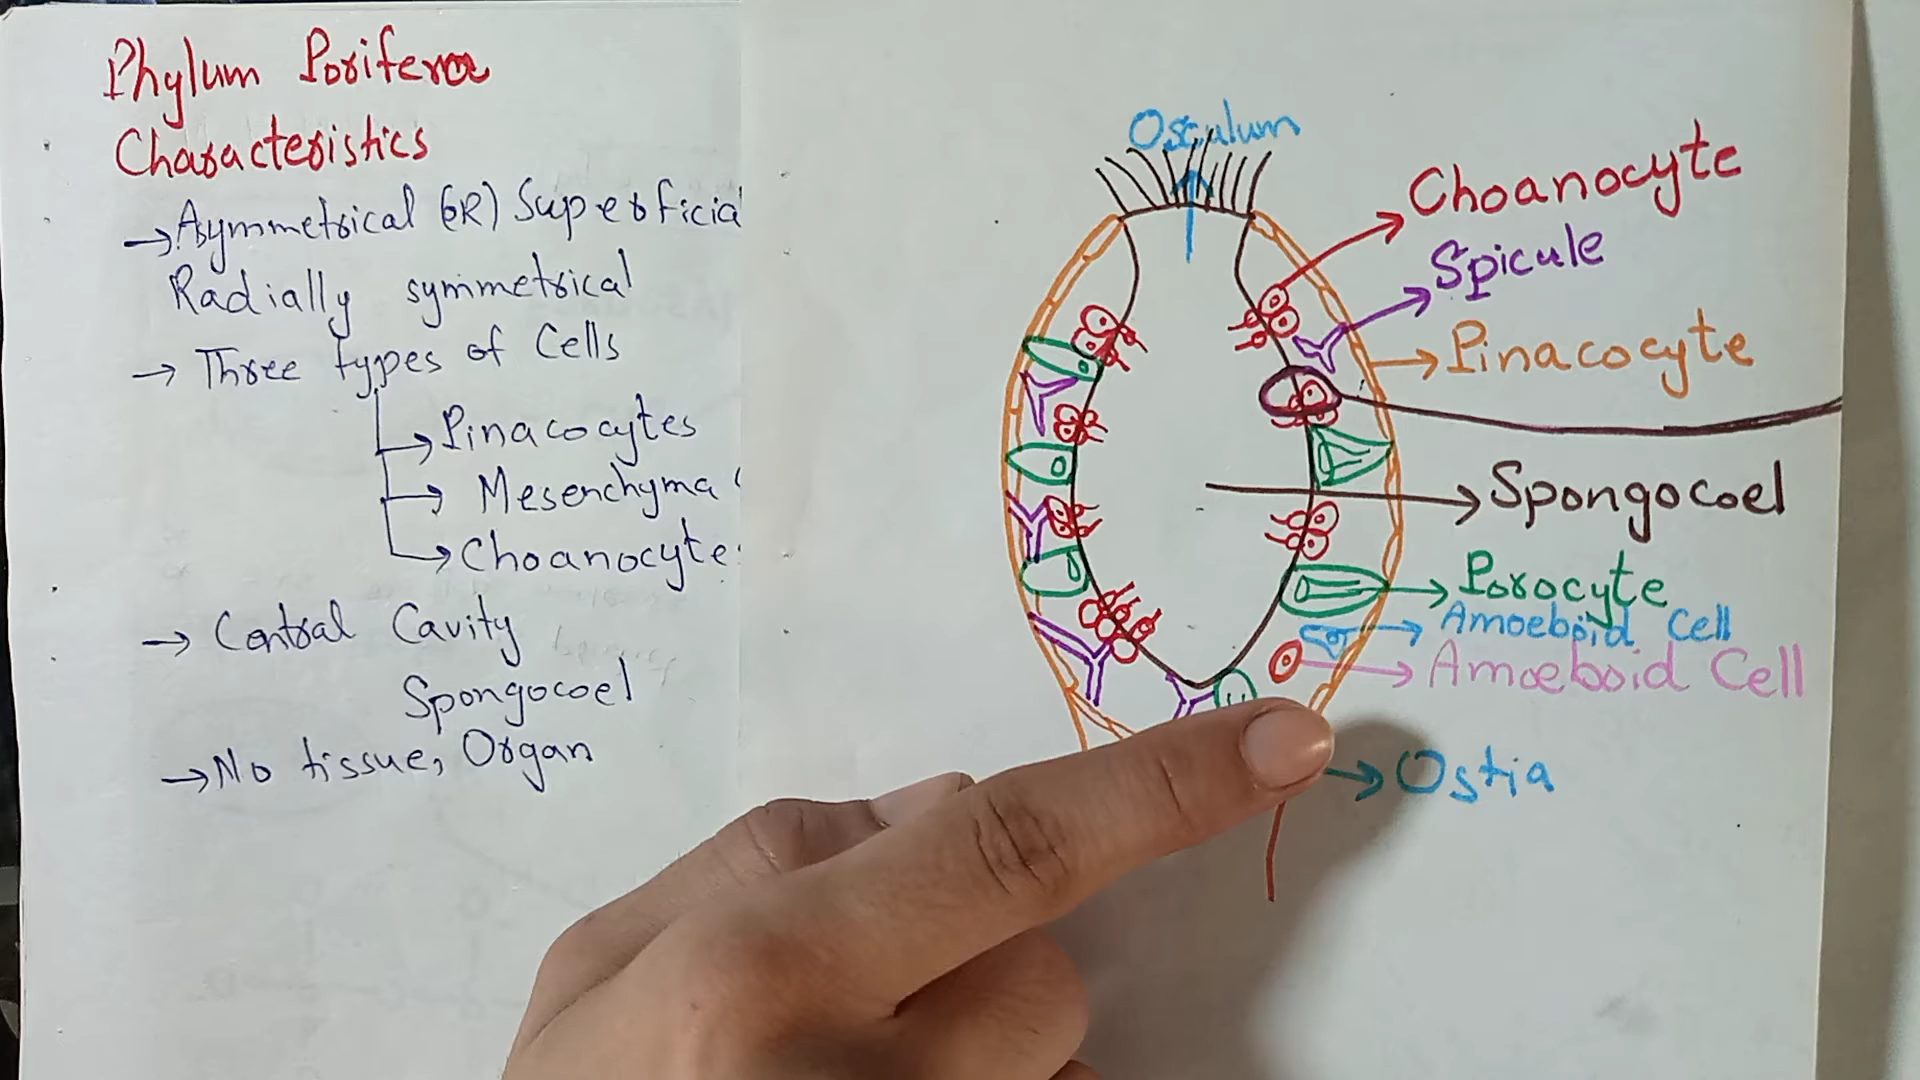 Phylum Porifera
Characteristics
→ Asymmetrical (OR) Superficial
Radially symmetrical
→ Three types of Cells
→ Pinacocytes
→ Mesenchyma
→ Choanocyte
→ Central Cavity
Spongocoel
→ No tissue, Organ
Osculum
Choanocyte
Spicule
Pinacocyte
Spongocoel
Porocyte
Amoeboid Cell
Amoeboid Cell
Ostia